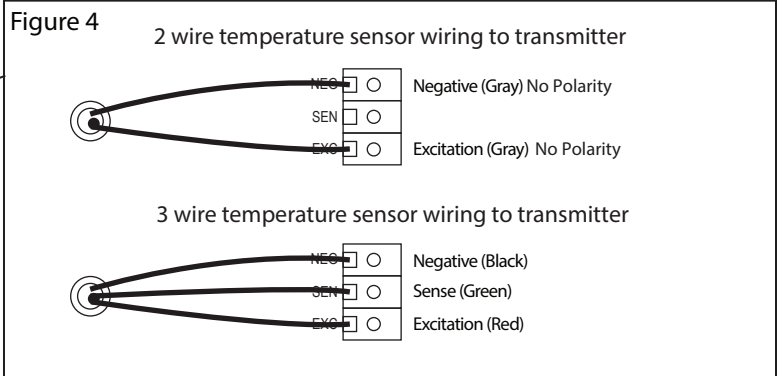 Figure 4
2 wire temperature sensor wiring to transmitter
NEG Negative (Gray) No Polarity
SEN
EXC Excitation (Gray) No Polarity
3 wire temperature sensor wiring to transmitter
NEG Negative (Black)
SEN Sense (Green)
EXC Excitation (Red)